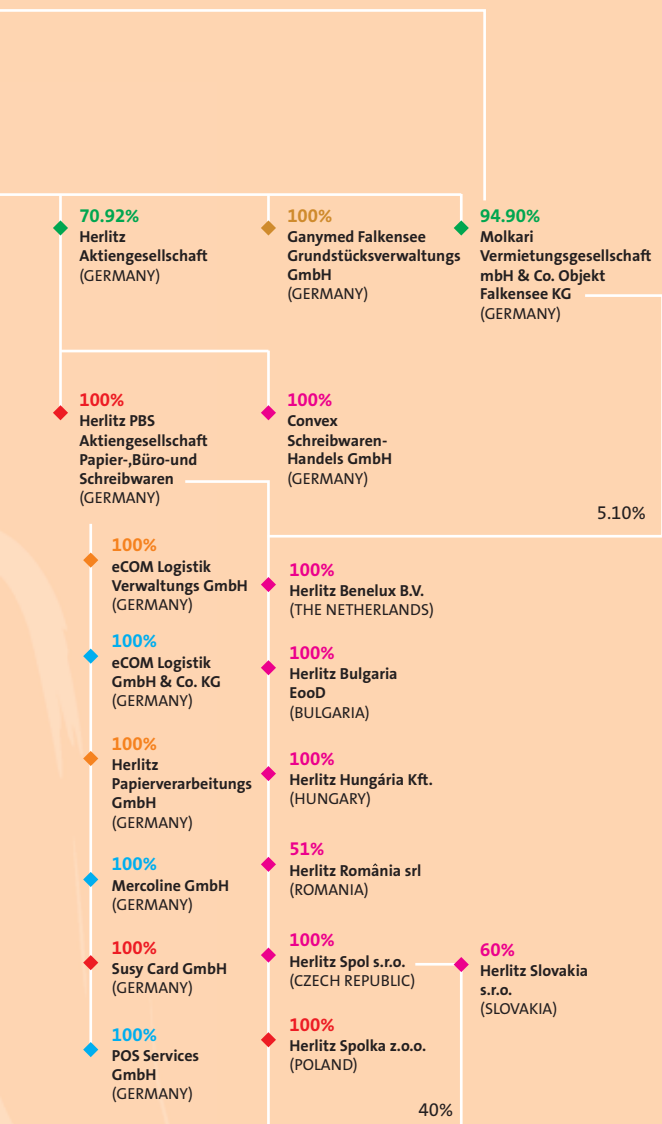 70.92%
Herlitz
Aktiengesellschaft
(GERMANY)
100%
Ganymed Falkensee
Grundstücksverwaltungs
GmbH
(GERMANY)
94.90%
Molkari
Vermietungsgesellschaft
mbH & Co. Objekt
Falkensee KG
(GERMANY)
100%
Herlitz PBS
Aktiengesellschaft
Papier-,Büro-und
Schreibwaren
(GERMANY)
100%
Convex
Schreibwaren-
Handels GmbH
(GERMANY)
5.10%
100%
eCOM Logistik
Verwaltungs GmbH
(GERMANY)
100%
eCOM Logistik
GmbH & Co. KG
(GERMANY)
100%
Herlitz
Papierverarbeitungs
GmbH
(GERMANY)
100%
Mercoline GmbH
(GERMANY)
100%
Susy Card GmbH
(GERMANY)
100%
POS Services
GmbH
(GERMANY)
100%
Herlitz Benelux B.V.
(THE NETHERLANDS)
100%
Herlitz Bulgaria
EooD
(BULGARIA)
100%
Herlitz Hungária Kft.
(HUNGARY)
51%
Herlitz România srl
(ROMANIA)
100%
Herlitz Spol s.r.o.
(CZECH REPUBLIC)
100%
Herlitz Spolka z.o.o.
(POLAND)
60%
Herlitz Slovakia
s.r.o.
(SLOVAKIA)
40%